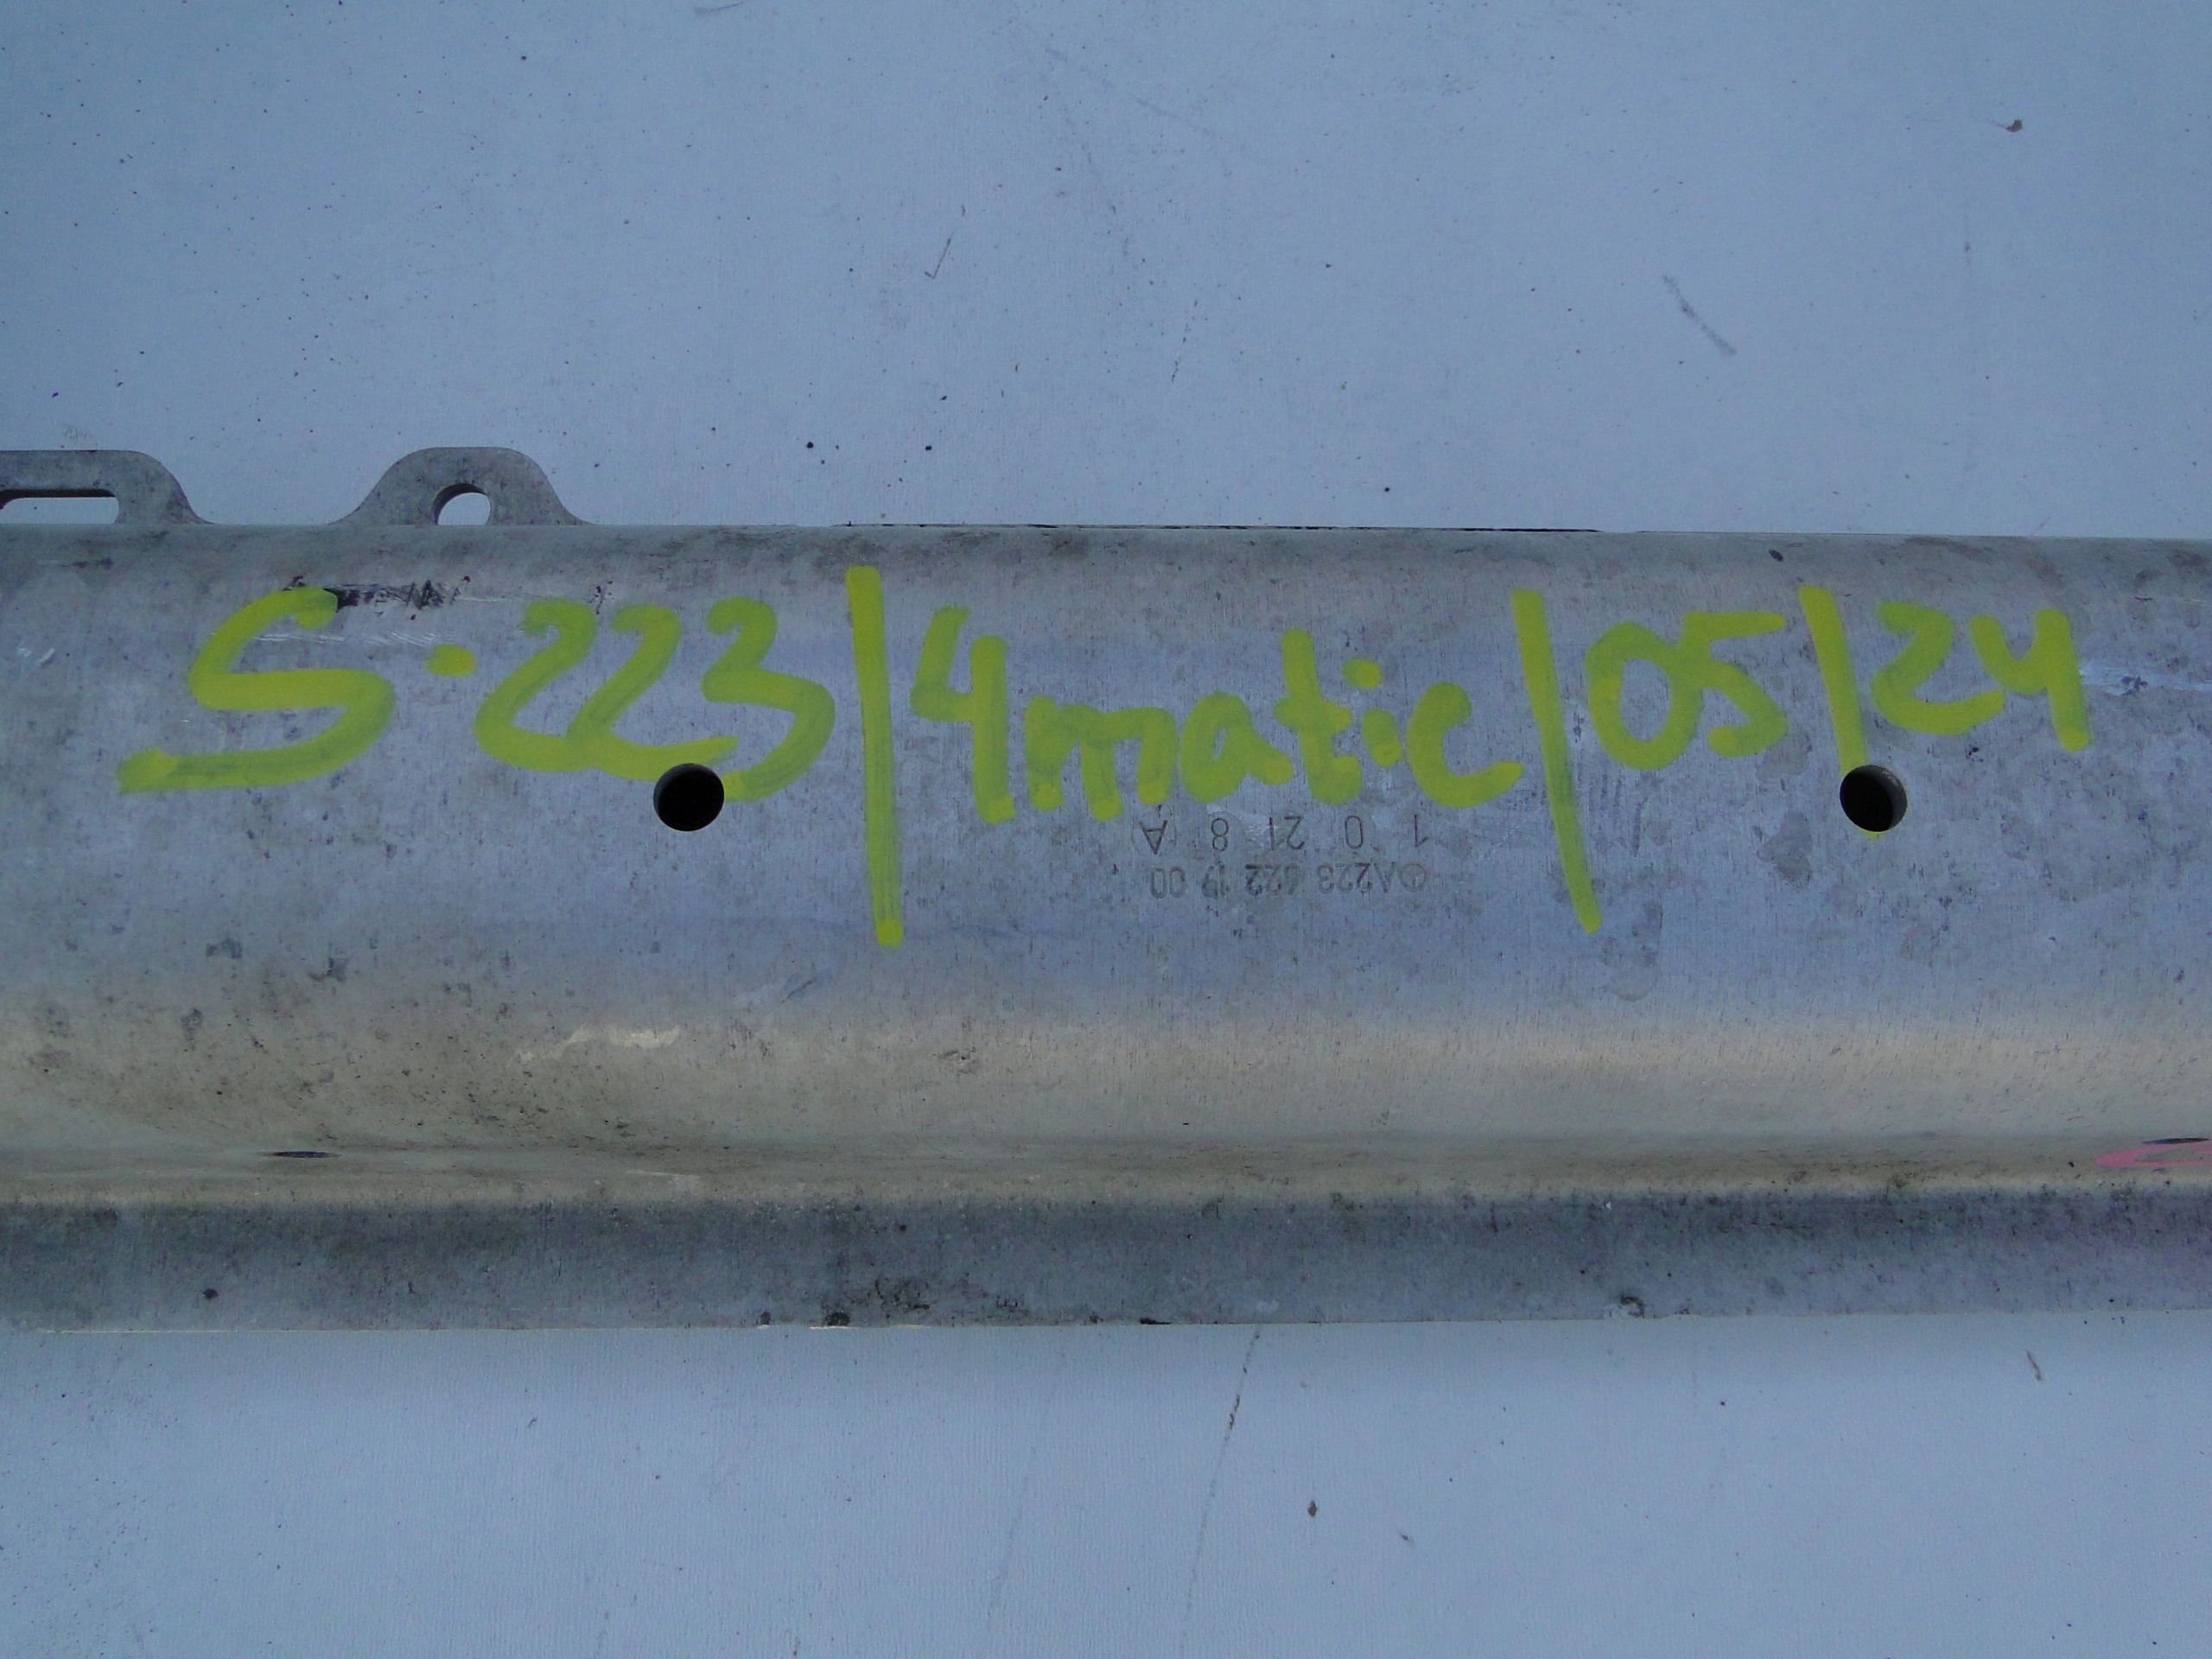 S-223/4matic/05/24
A223 622 19 00
1 0 21 8 (A)